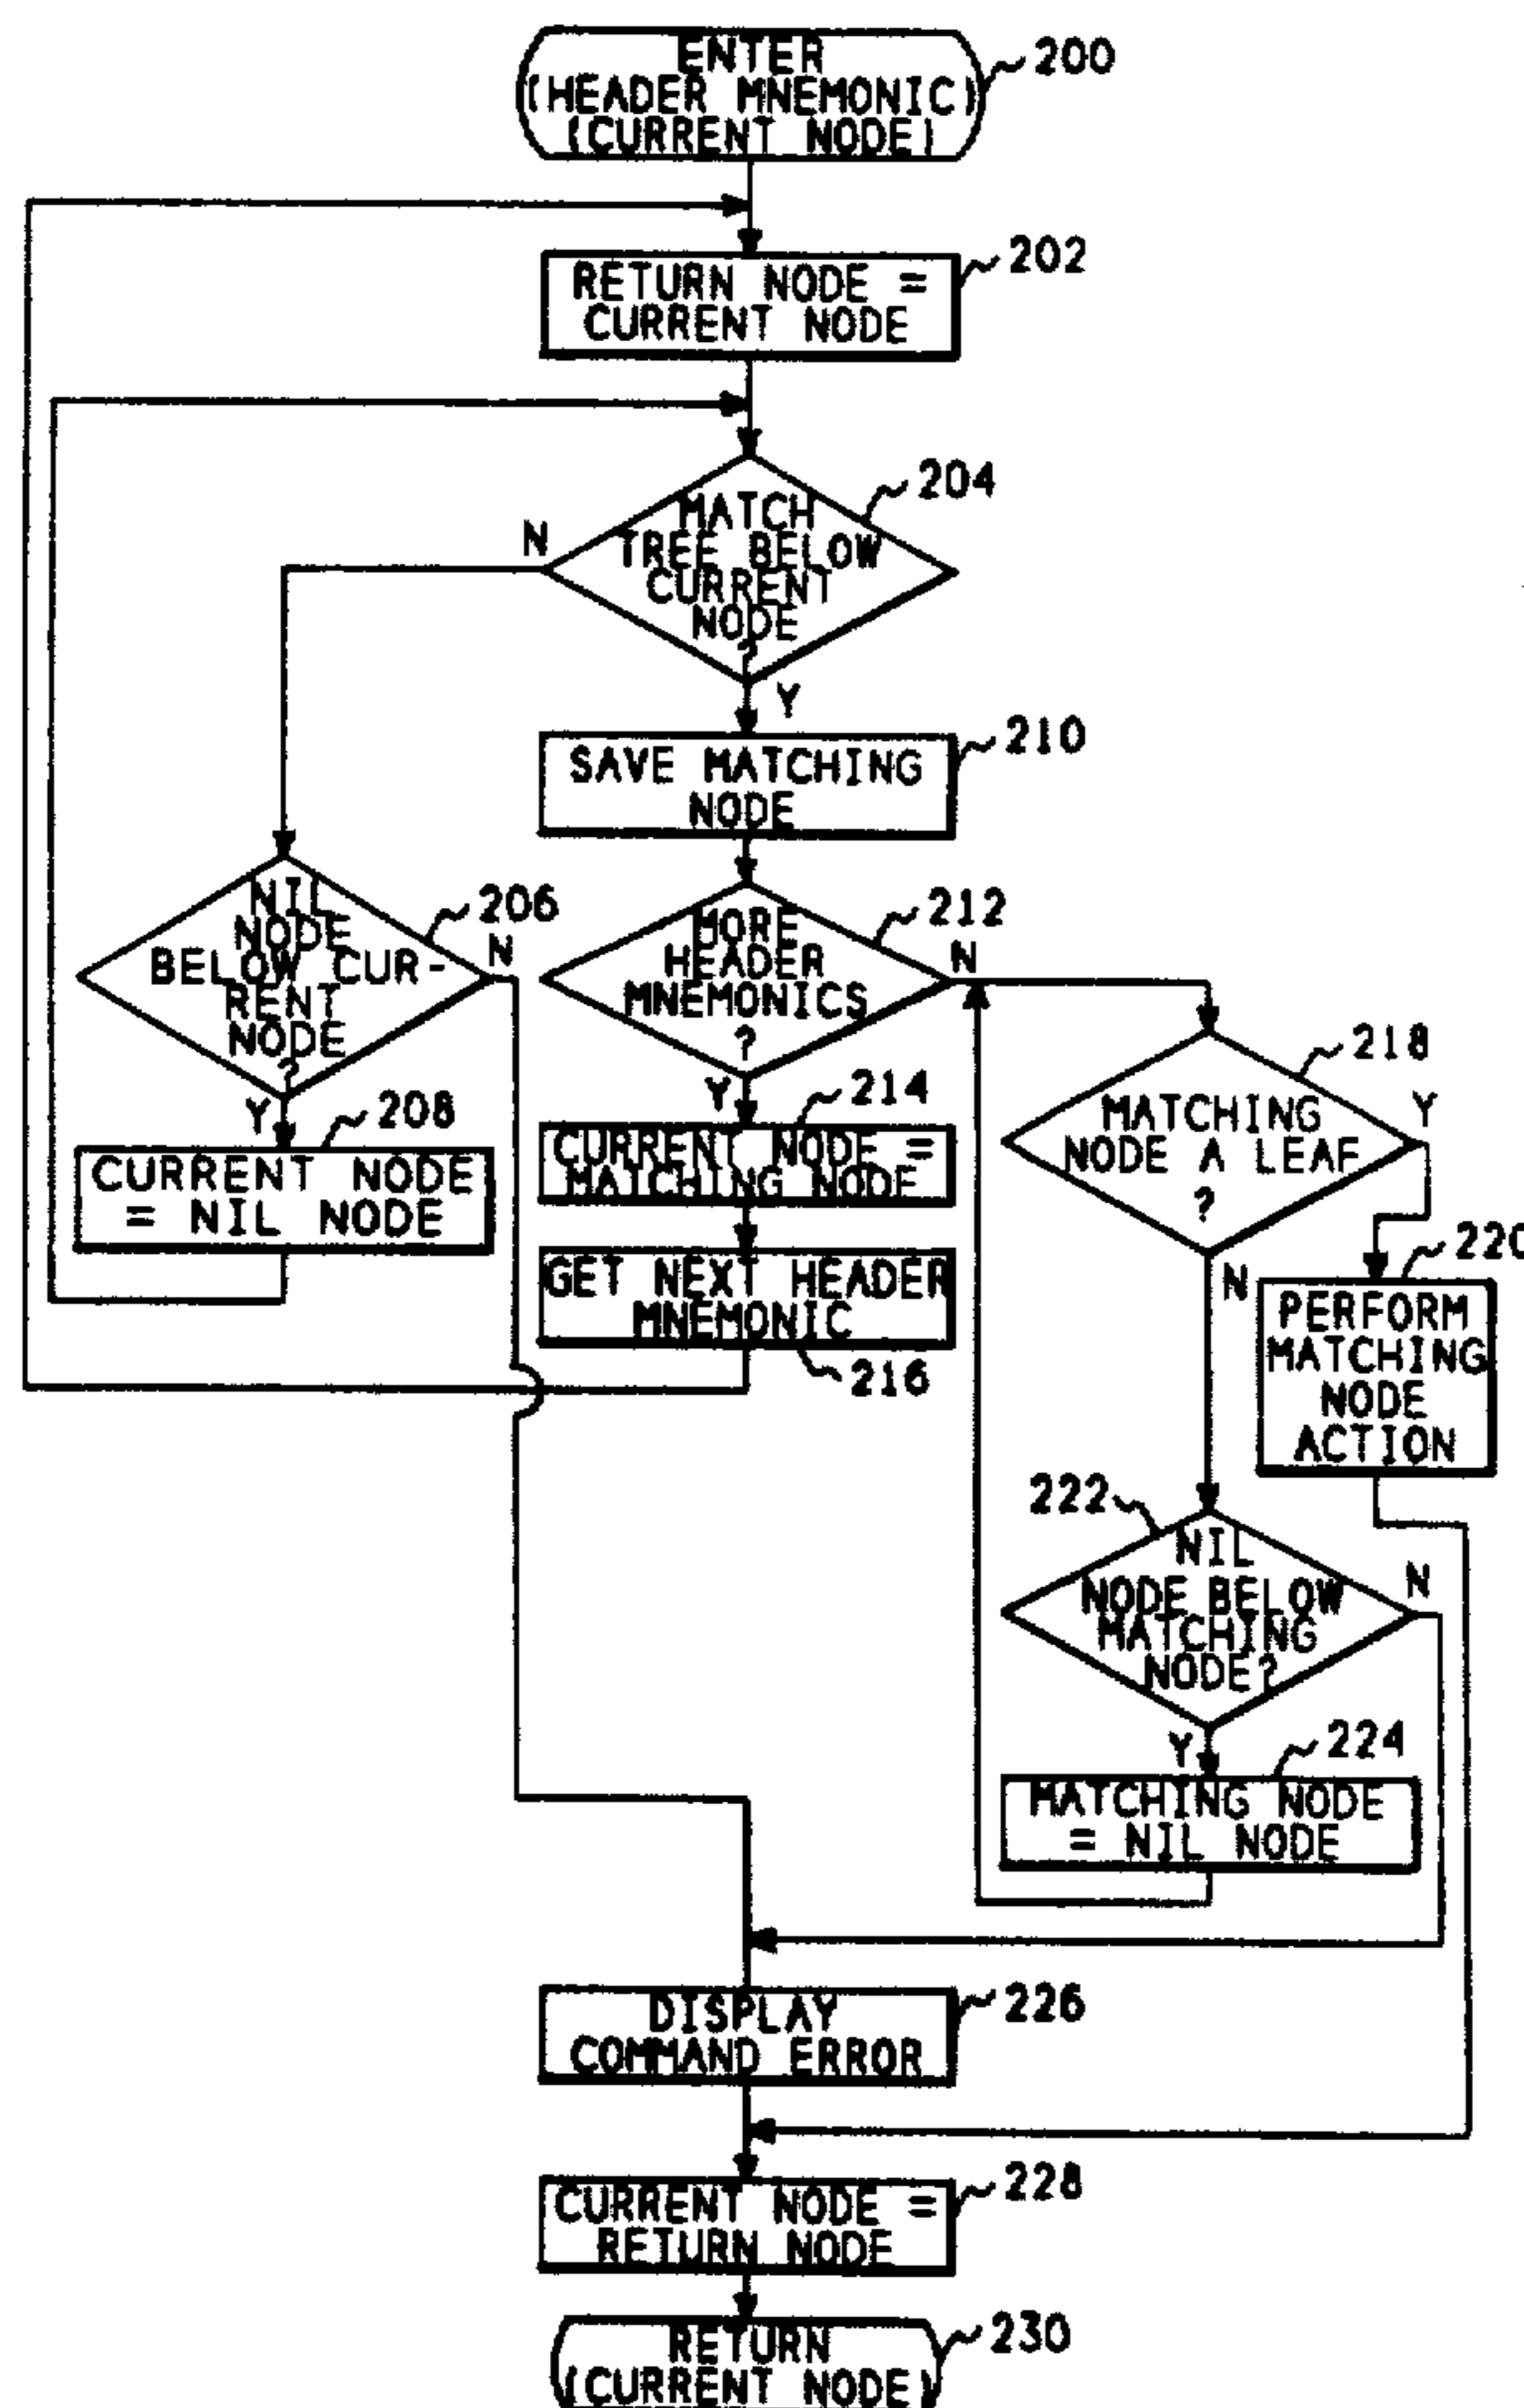 ENTER
(HEADER MNEMONIC)
(CURRENT NODE)
200
RETURN NODE =
CURRENT NODE
202
MATCH
TREE BELOW
CURRENT
NODE
?
204
N
Y
SAVE MATCHING
NODE
210
NIL
NODE
BELOW CUR-
RENT
NODE
?
206
N
Y
MORE
HEADER
MNEMONICS
?
212
N
Y
CURRENT NODE
= NIL NODE
208
CURRENT NODE =
MATCHING NODE
214
GET NEXT HEADER
MNEMONIC
216
MATCHING
NODE A LEAF
?
218
Y
N
PERFORM
MATCHING
NODE
ACTION
220
NIL
NODE BELOW
MATCHING
NODE?
222
N
Y
MATCHING NODE
= NIL NODE
224
DISPLAY
COMMAND ERROR
226
CURRENT NODE =
RETURN NODE
228
RETURN
(CURRENT NODE)
230